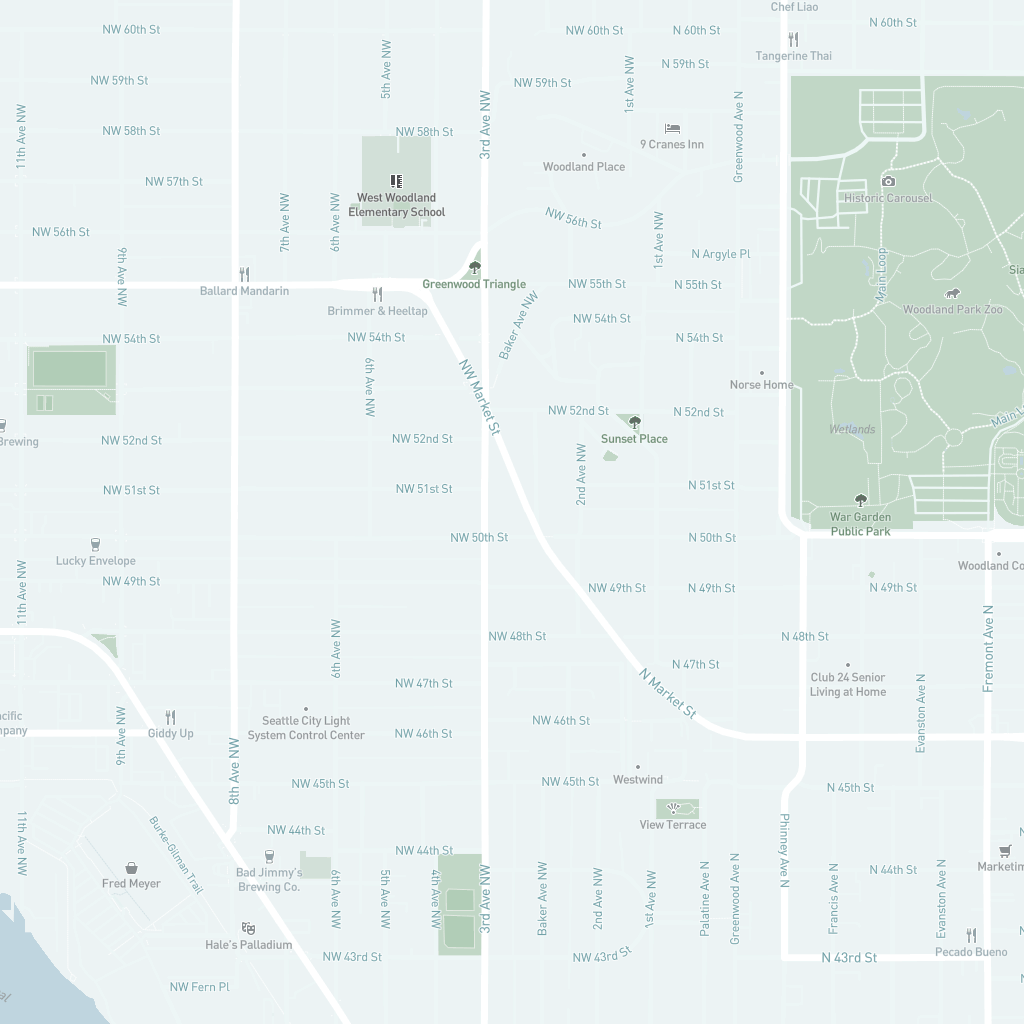 Chef Liao
NW 60th St
NW 60th St
N 60th St
N 60th St
5th Ave NW
Tangerine Thai
NW 59th St
NW 59th St
N 59th St
1st Ave NW
3rd Ave NW
11th Ave NW
NW 58th St
NW 58th St
Greenwood Ave N
9 Cranes Inn
Woodland Place
NW 57th St
West Woodland
Elementary School
Historic Carousel
7th Ave NW
6th Ave NW
NW 56th St
NW 56th St
1st Ave NW
N Argyle Pl
9th Ave NW
Main Loop
Sia
Ballard Mandarin
Greenwood Triangle
NW 55th St
N 55th St
Brimmer & Heeltap
Woodland Park Zoo
NW 54th St
NW 54th St
NW 54th St
N 54th St
Baker Ave NW
6th Ave NW
NW Market St
Norse Home
NW 52nd St
N 52nd St
Main L
Brewing
NW 52nd St
NW 52nd St
Sunset Place
Wetlands
2nd Ave NW
NW 51st St
NW 51st St
N 51st St
War Garden
Public Park
NW 50th St
N 50th St
Lucky Envelope
Woodland Co
11th Ave NW
NW 49th St
NW 49th St
N 49th St
N 49th St
6th Ave NW
NW 48th St
N 48th St
Fremont Ave N
N 47th St
NW 47th St
N Market St
Club 24 Senior
Living at Home
Evanston Ave N
acific
mpany
9th Ave NW
Giddy Up
Seattle City Light
System Control Center
NW 46th St
NW 46th St
8th Ave NW
NW 45th St
NW 45th St
Westwind
N 45th St
View Terrace
11th Ave NW
Burke-Gilman Trail
NW 44th St
NW 44th St
Phinney Ave N
Fred Meyer
Bad Jimmy's
Brewing Co.
N 44th St
Marketim
6th Ave NW
5th Ave NW
4th Ave NW
3rd Ave NW
Baker Ave NW
2nd Ave NW
1st Ave NW
Palatine Ave N
Greenwood Ave N
Francis Ave N
Evanston Ave N
Hale's Palladium
NW 43rd St
NW 43rd St
N 43rd St
Pecado Bueno
NW Fern Pl